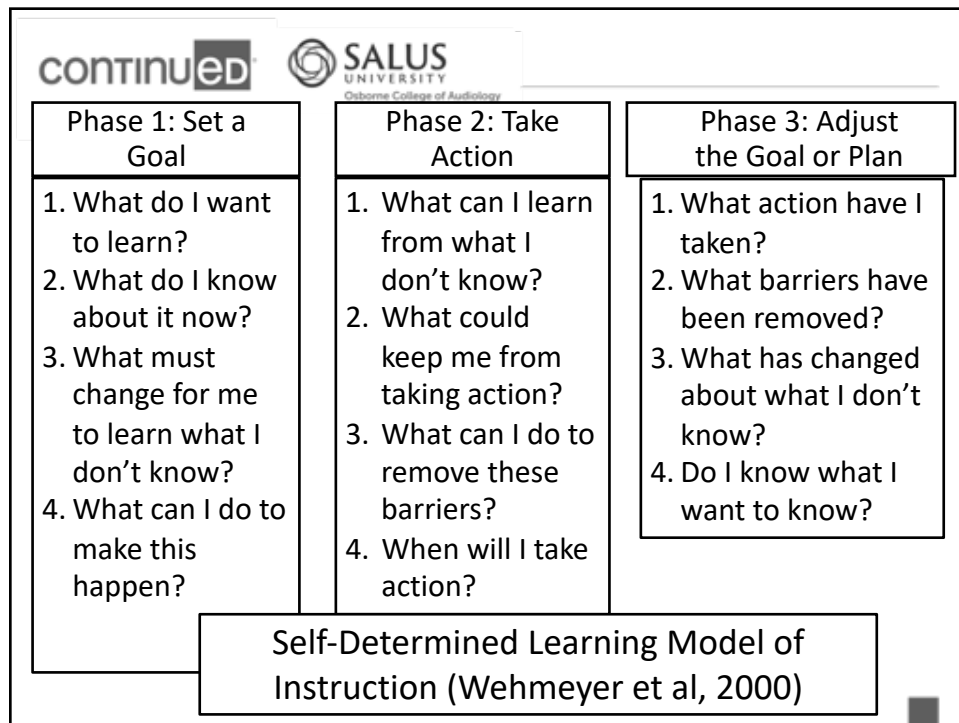 continued
SALUS
UNIVERSITY
Osborne College of Audiology
Phase 1: Set a
Goal
1. What do I want
to learn?
2. What do I know
about it now?
3. What must
change for me
to learn what I
don’t know?
4. What can I do to
make this
happen?
Phase 2: Take
Action
1. What can I learn
from what I
don’t know?
2. What could
keep me from
taking action?
3. What can I do to
remove these
barriers?
4. When will I take
action?
Phase 3: Adjust
the Goal or Plan
1. What action have I
taken?
2. What barriers have
been removed?
3. What has changed
about what I don’t
know?
4. Do I know what I
want to know?
Self-Determined Learning Model of
Instruction (Wehmeyer et al, 2000)